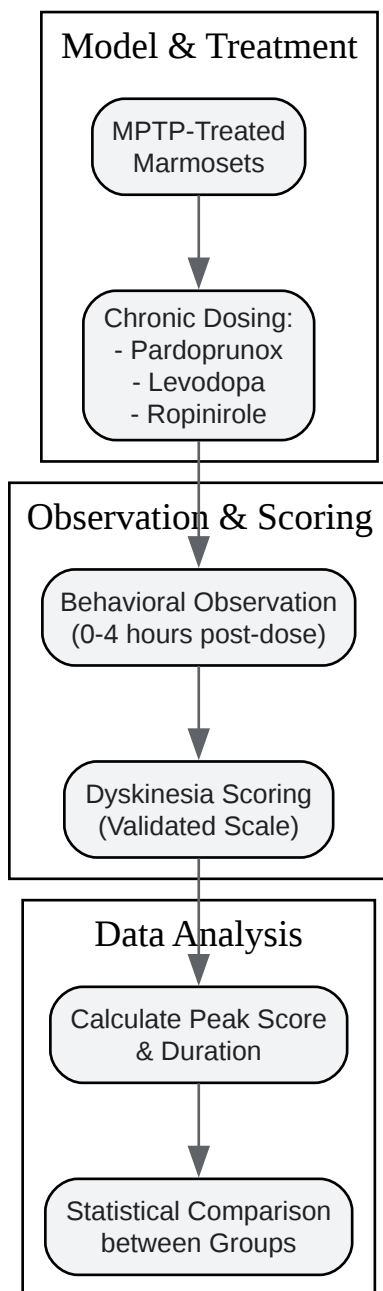 Model & Treatment
MPTP-Treated
Marmosets
Chronic Dosing:
- Pardoprunox
- Levodopa
- Ropinirole
Observation & Scoring
Behavioral Observation
(0-4 hours post-dose)
Dyskinesia Scoring
(Validated Scale)
Data Analysis
Calculate Peak Score
& Duration
Statistical Comparison
between Groups